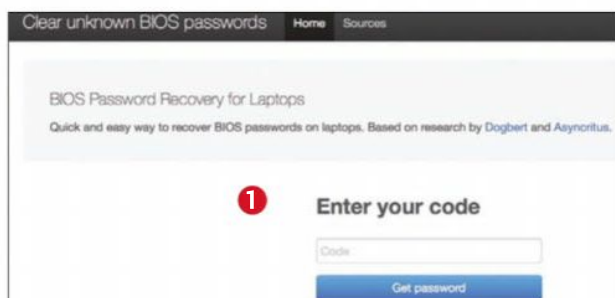 Clear unknown BIOS passwords Home Sources
BIOS Password Recovery for Laptops
Quick and easy way to recover BIOS passwords on laptops. Based on research by Dogbert and Asyncritus.
1
Enter your code
Code
Get password